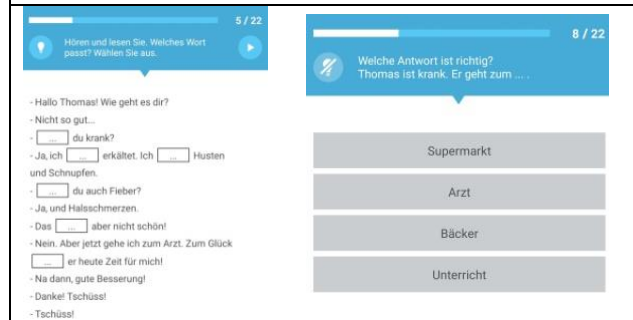 5 / 22
Hören und lesen Sie. Welches Wort
passt? Wählen Sie aus.
- Hallo Thomas! Wie geht es dir?
- Nicht so gut...
- ... du krank?
- Ja, ich ... erkältet. Ich ... Husten
und Schnupfen.
- ... du auch Fieber?
- Ja, und Halsschmerzen.
- Das ... aber nicht schön!
- Nein. Aber jetzt gehe ich zum Arzt. Zum Glück
... er heute Zeit für mich!
- Na dann, gute Besserung!
- Danke! Tschüss!
- Tschüss!
8 / 22
Welche Antwort ist richtig?
Thomas ist krank. Er geht zum ... .
Supermarkt
Arzt
Bäcker
Unterricht